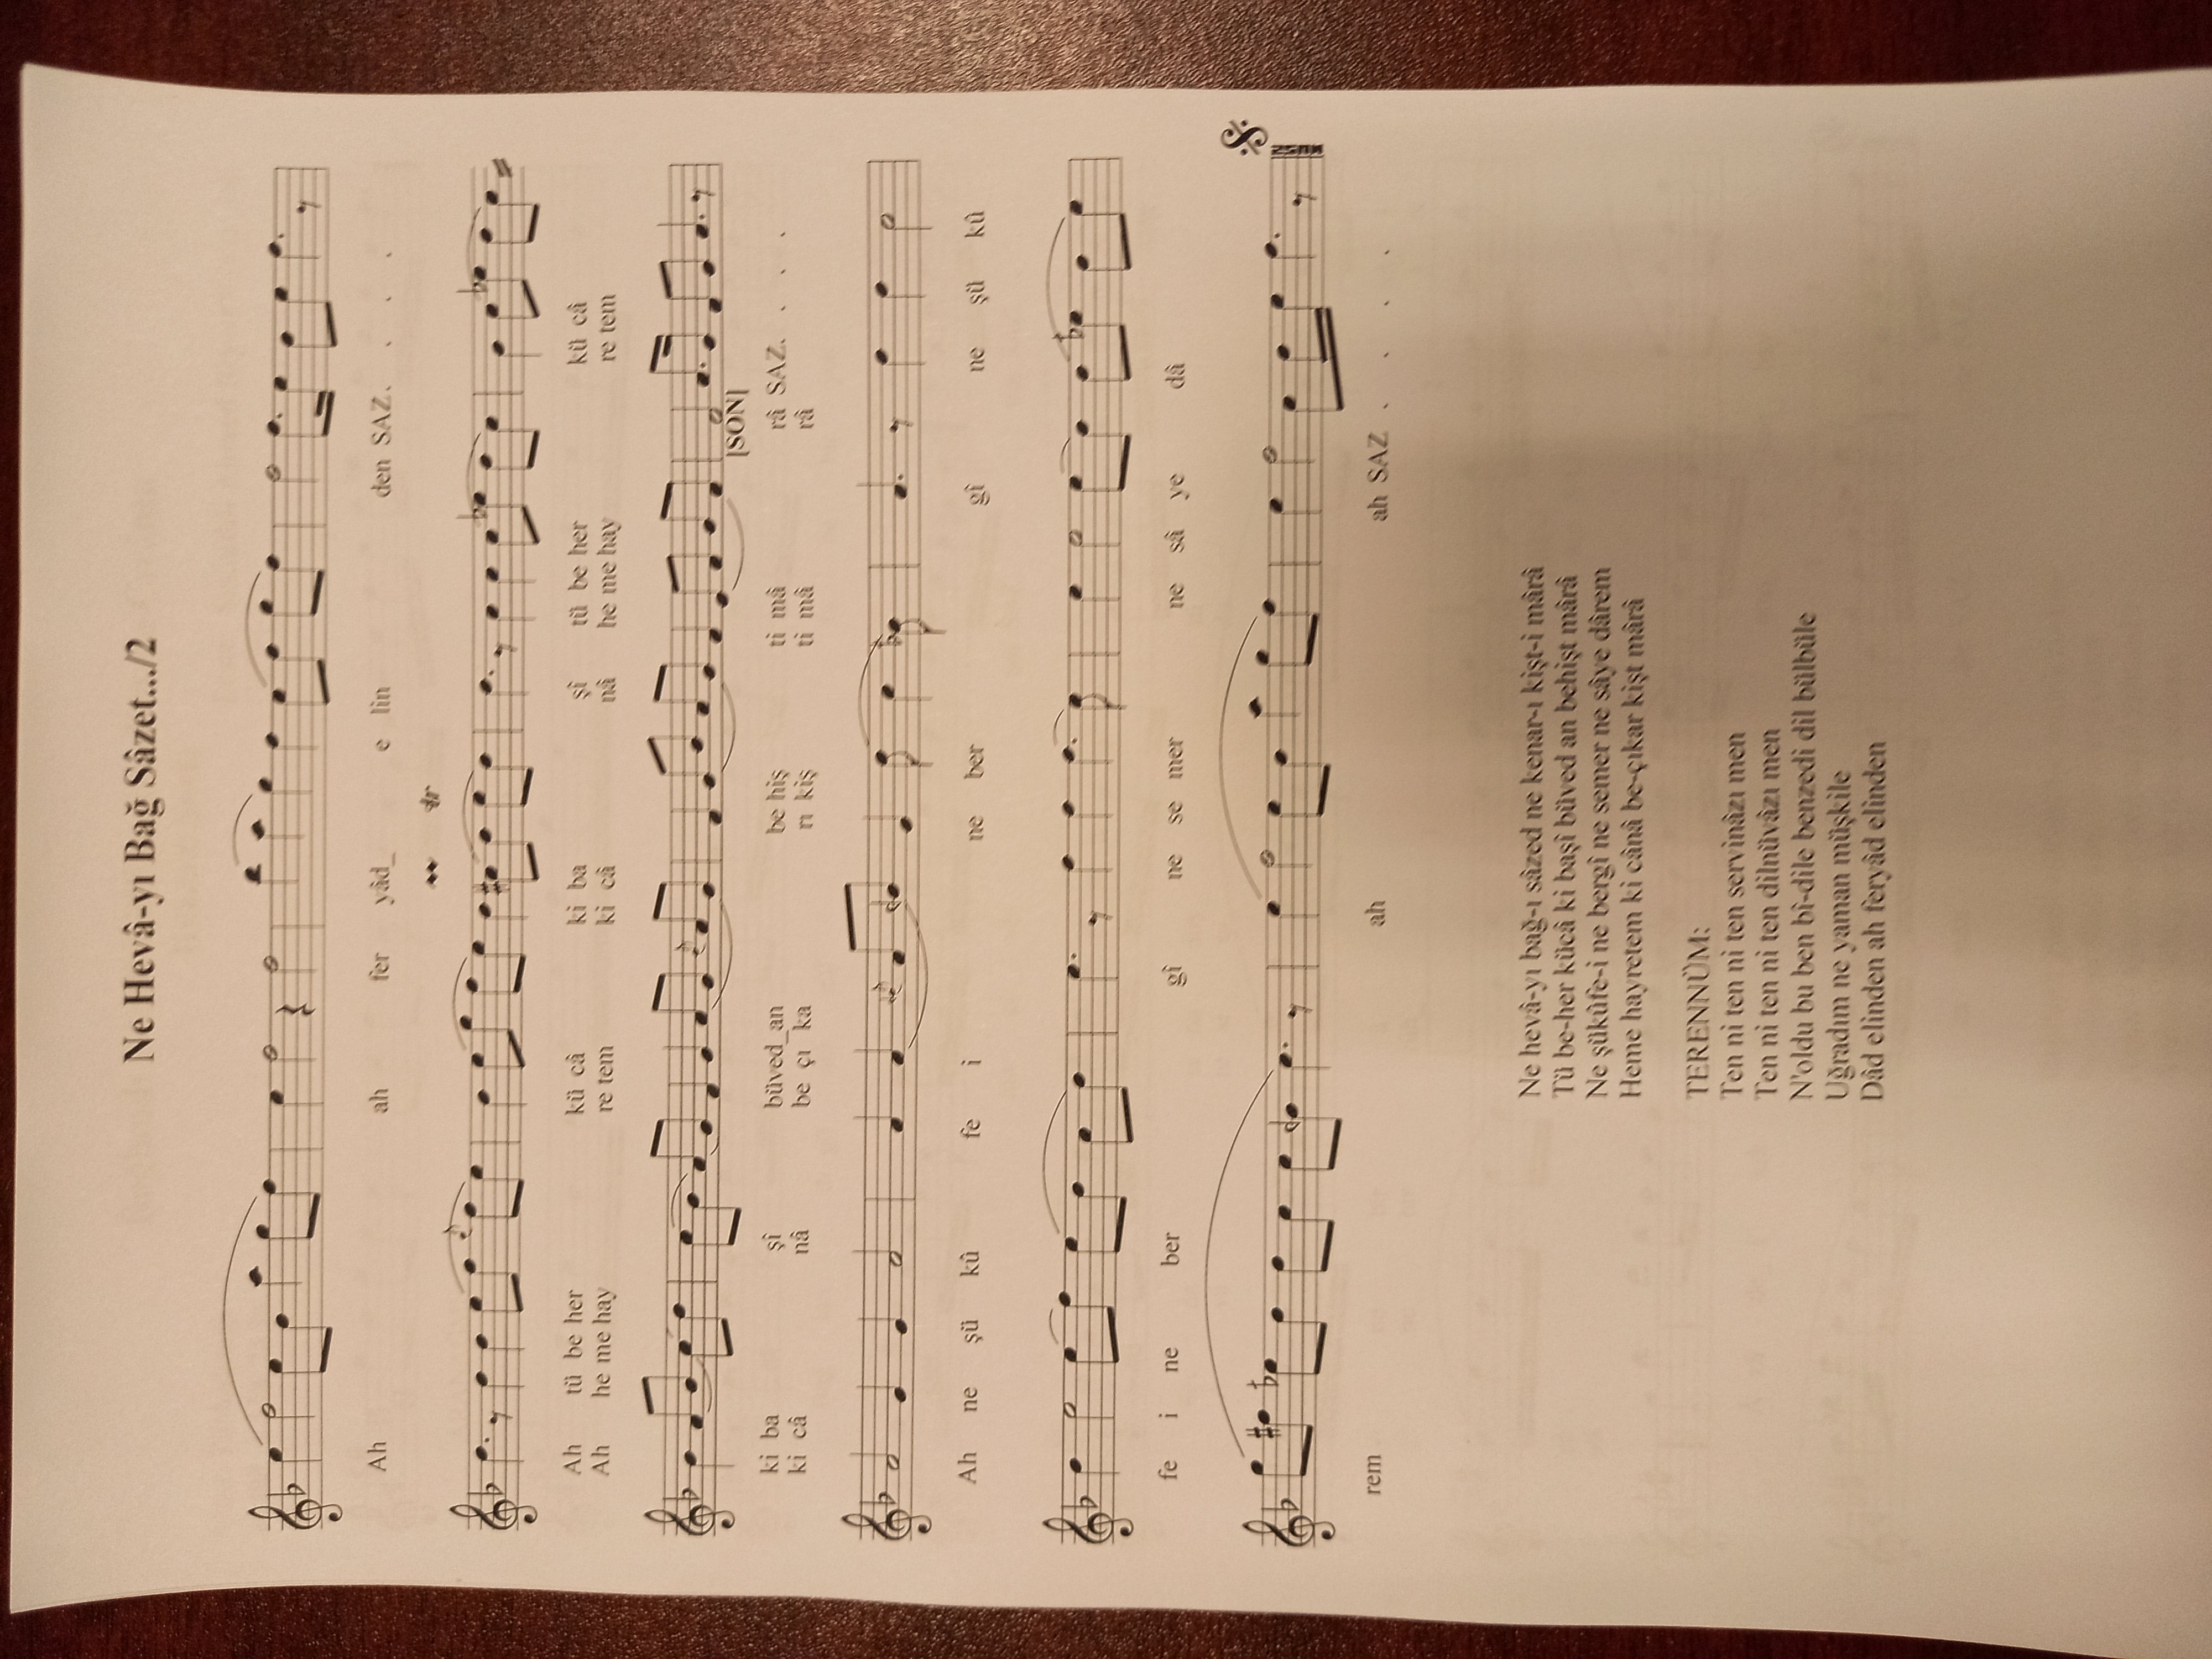 Ne Hevâ-yı Bağ Sâzet.../2
Ah ah fer yâd_ e lin den SAZ. . . .
Ah tü be her kü câ ki ba şî tü be her kü câ
Ah he me hay re tem ki câ nâ he me hay re tem
ki ba şî büved_an be hiş ti mâ râ SAZ. . . .
ki câ nâ be çı ka rı kiş ti mâ râ
[SON]
Ah ne şü kû fe i ne ber gî ne şü kû
fe i ne ber gî ne se mer ne sâ ye dâ
rem ah ah SAZ . . . .
Ne hevâ-yı bağ-ı sâzed ne kenar-ı kişt-i mârâ
Tü be-her kücâ ki başî büved an behişt mârâ
Ne şükûfe-i ne bergî ne semer ne sâye dârem
Heme hayretem ki cânâ be-çıkar kişt mârâ
TERENNÜM:
Ten ni ten ni ten servinâzı men
Ten ni ten ni ten dilnüvâzı men
N'oldu bu ben bî-dile benzedi dil bülbüle
Uğradım ne yaman müşkile
Dâd elinden ah feryâd elinden